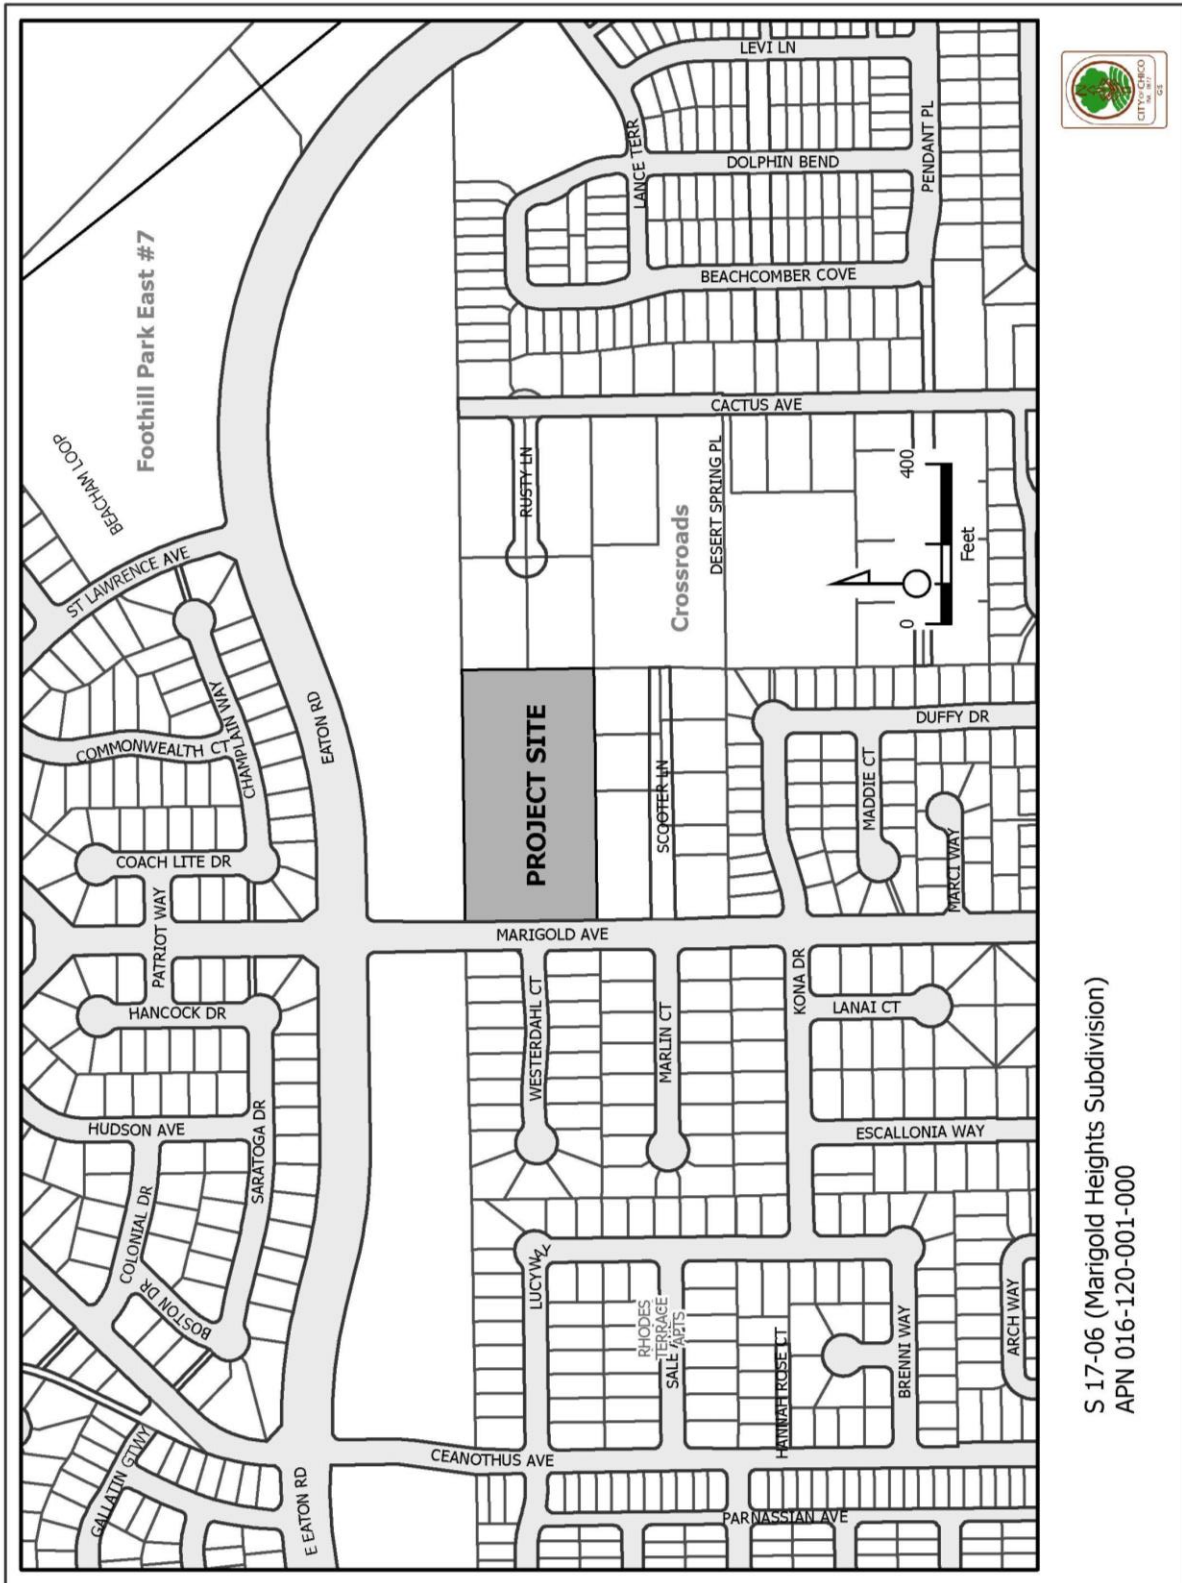 Foothill Park East #7
BEACHAM LOOP
ST LAWRENCE AVE
CHAMPLAIN WAY
COMMONWEALTH CT
EATON RD
COACH LITE DR
PATRIOT WAY
HANCOCK DR
HUDSON AVE
SARATOGA DR
COLONIAL DR
BOSTON DR
GALLATIN GTWY
E EATON RD
LEVI LN
LANCE TERR
DOLPHIN BEND
PENDANT PL
BEACHCOMBER COVE
CACTUS AVE
RUSTY LN
Crossroads
DESERT SPRING PL
0
400
Feet
PROJECT SITE
SCOOTER LN
DUFFY DR
MADDIE CT
MARCI WAY
MARIGOLD AVE
WESTERDAHL CT
MARLIN CT
KONA DR
LANAI CT
ESCALLONIA WAY
LUCY WAY
RHODES
TERRACE
APTS
SALE
HANNAH ROSE CT
BRENNI WAY
ARCH WAY
CEANOTHUS AVE
PARNASSIAN AVE
CITY OF CHICO
S 17-06 (Marigold Heights Subdivision)
APN 016-120-001-000